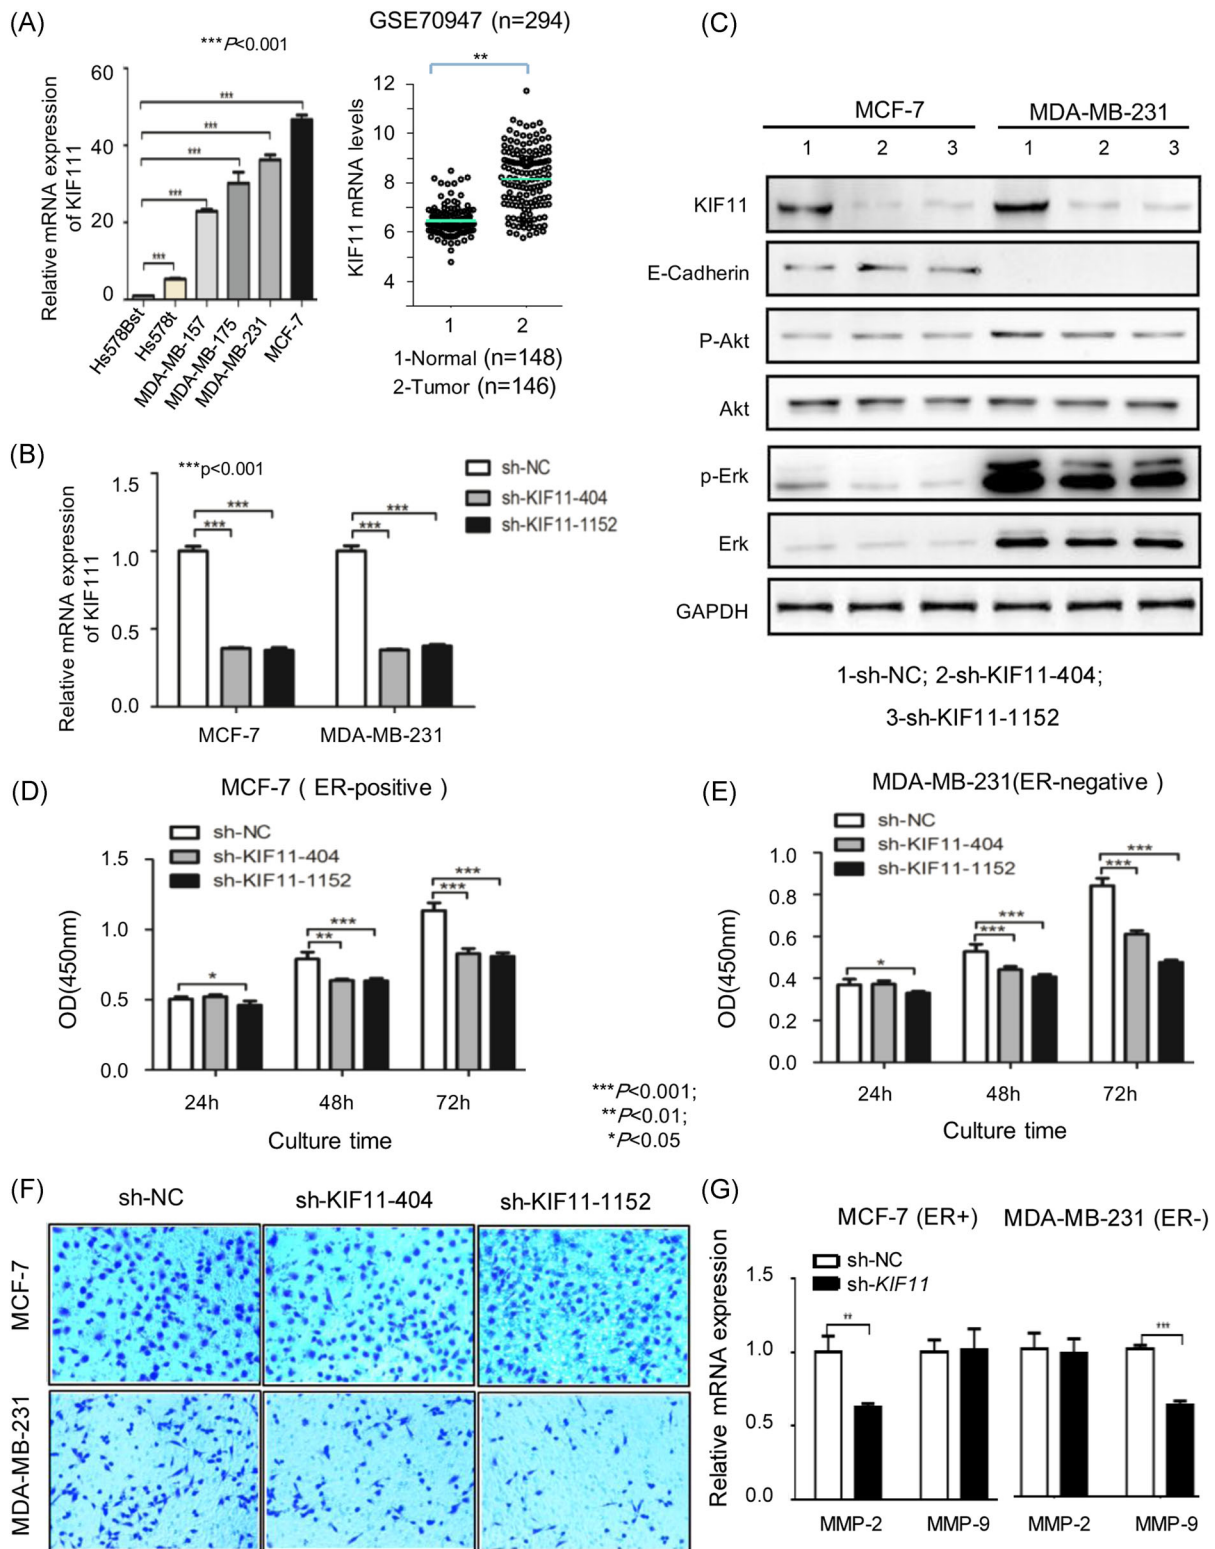 (A)
***P<0.001
Relative mRNA expression
of KIF111
60
40
20
0
***
***
***
***
***
Hs578Bst
Hs578t
MDA-MB-157
MDA-MB-175
MDA-MB-231
MCF-7
GSE70947 (n=294)
**
KIF11 mRNA levels
12
10
8
6
4
1
2
1-Normal (n=148)
2-Tumor (n=146)
(B)
***p<0.001
Relative mRNA expression
of KIF111
1.5
1.0
0.5
0.0
***
***
***
***
sh-NC
sh-KIF11-404
sh-KIF11-1152
MCF-7
MDA-MB-231
(C)
MCF-7
MDA-MB-231
1 2 3 1 2 3
KIF11
E-Cadherin
P-Akt
Akt
p-Erk
Erk
GAPDH
1-sh-NC; 2-sh-KIF11-404;
3-sh-KIF11-1152
(D)
MCF-7 ( ER-positive )
sh-NC
sh-KIF11-404
sh-KIF11-1152
OD(450nm)
1.5
1.0
0.5
0.0
*
***
**
***
***
24h
48h
72h
Culture time
***P<0.001;
**P<0.01;
*P<0.05
(E)
MDA-MB-231(ER-negative )
sh-NC
sh-KIF11-404
sh-KIF11-1152
OD(450nm)
1.0
0.8
0.6
0.4
0.2
0.0
*
***
***
***
***
24h
48h
72h
Culture time
(F)
sh-NC
sh-KIF11-404
sh-KIF11-1152
MCF-7
MDA-MB-231
(G)
MCF-7 (ER+)
MDA-MB-231 (ER-)
sh-NC
sh-KIF11
Relative mRNA expression
1.5
1.0
0.5
0.0
††
†††
MMP-2
MMP-9
MMP-2
MMP-9